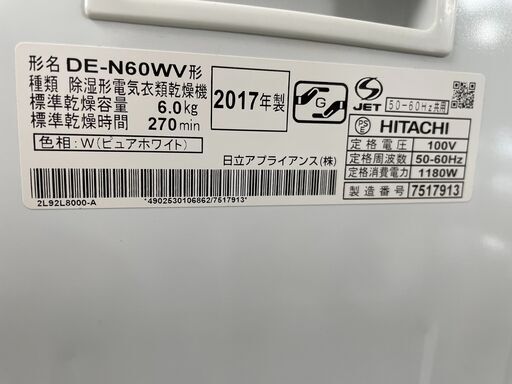 形名 DE-N60WV形
種類 除湿形電気衣類乾燥機
標準乾燥容量 6.0kg
標準乾燥時間 270min
色相:W(ピュアホワイト)
2017年製
G
S
JET
50-60Hz共用
PS
E
HITACHI
定格電圧 100V
定格周波数 50-60Hz
定格消費電力 1180W
製造番号 7517913
日立アプライアンス(株)
2L92L8000-A
*4902530106862/7517913*